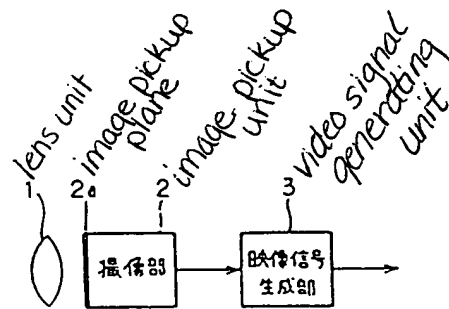 lens unit
1
image pickup
plane
2a
image pickup
unit
2
video signal
generating
unit
3
撮像部
映像信号
生成部